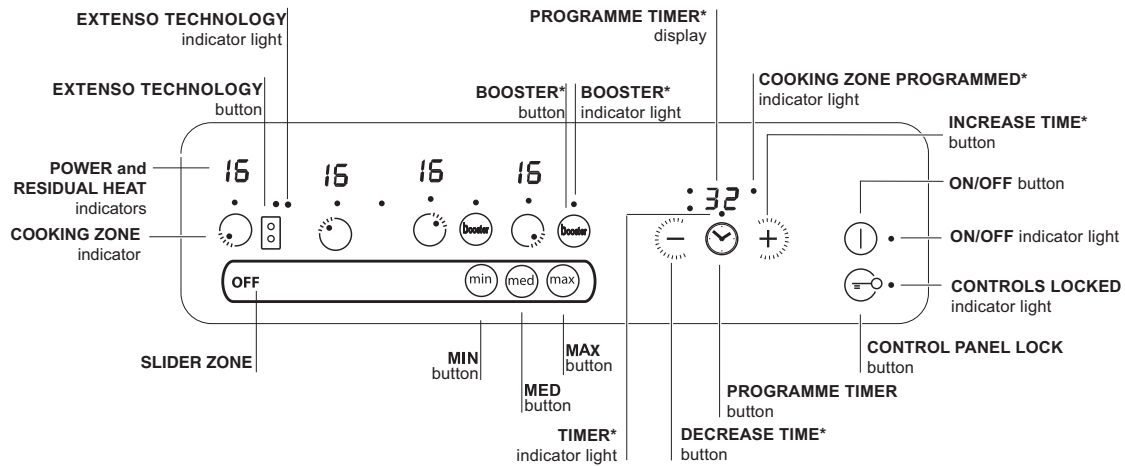 EXTENSO TECHNOLOGY
indicator light
PROGRAMME TIMER*
display
EXTENSO TECHNOLOGY
button
BOOSTER*
button
BOOSTER*
indicator light
COOKING ZONE PROGRAMMED*
indicator light
INCREASE TIME*
button
POWER and
RESIDUAL HEAT
indicators
16
16
16
16
:32
ON/OFF button
COOKING ZONE
indicator
booster
booster
ON/OFF indicator light
OFF
min
med
max
CONTROLS LOCKED
indicator light
SLIDER ZONE
MIN
button
MED
button
MAX
button
CONTROL PANEL LOCK
button
PROGRAMME TIMER
button
TIMER*
indicator light
DECREASE TIME*
button